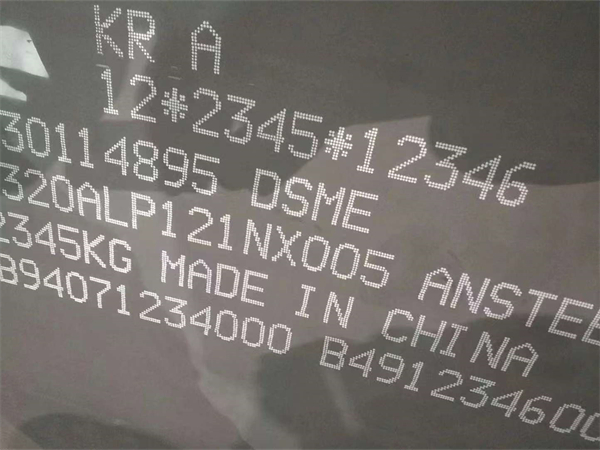 KR A
12*2345*12346
30114895 DSME
320ALP121NX005 ANSTEE
2345KG MADE IN CHINA
B94071234000 B491234600